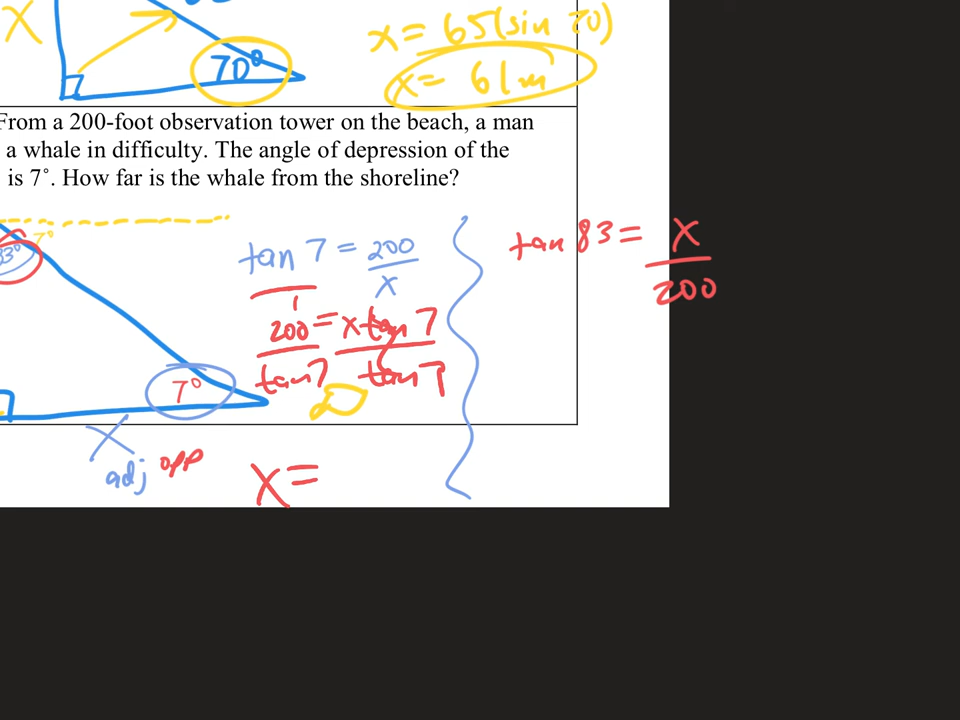 X
70°
x = 65(sin 70)
x = 61m
From a 200-foot observation tower on the beach, a man
a whale in difficulty. The angle of depression of the
is 7˚. How far is the whale from the shoreline?
7°
83°
tan 7 = 200/x
1
200 = x tan 7
tan 7 tan 7
7°
X
adj opp
x =
tan 83 = x/200